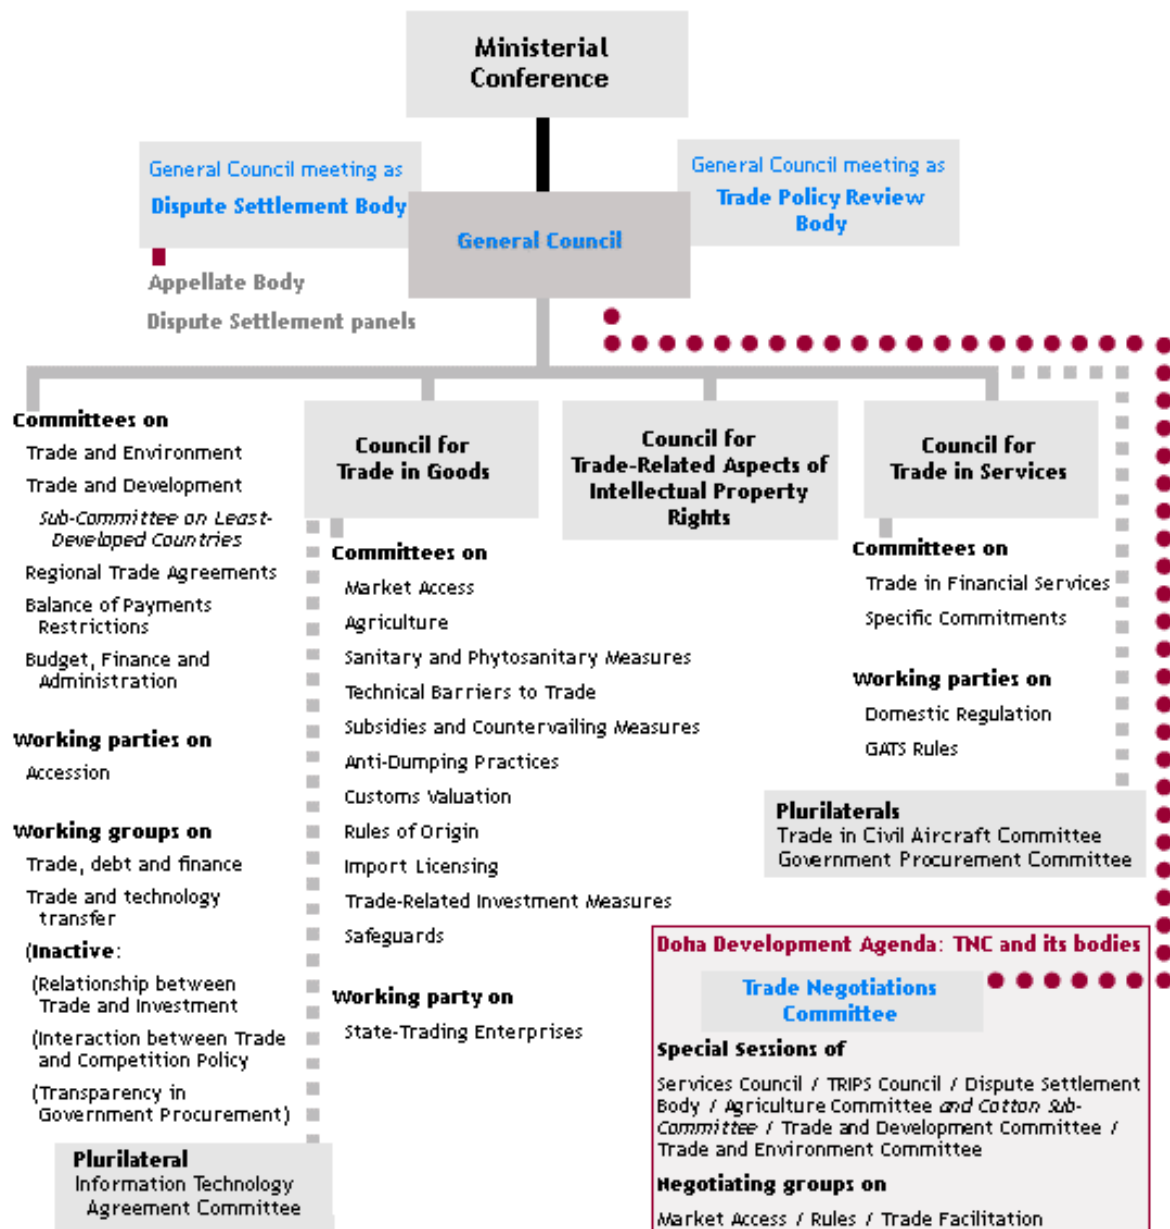 Ministerial
Conference
General Council meeting as
Dispute Settlement Body
General Council meeting as
Trade Policy Review
Body
General Council
Appellate Body
Dispute Settlement panels
Committees on
Trade and Environment
Trade and Development
Sub-Committee on Least-
Developed Countries
Regional Trade Agreements
Balance of Payments
Restrictions
Budget, Finance and
Administration
Working parties on
Accession
Working groups on
Trade, debt and finance
Trade and technology
transfer
(Inactive:
(Relationship between
Trade and Investment
(Interaction between Trade
and Competition Policy
(Transparency in
Government Procurement)
Plurilateral
Information Technology
Agreement Committee
Council for
Trade in Goods
Committees on
Market Access
Agriculture
Sanitary and Phytosanitary Measures
Technical Barriers to Trade
Subsidies and Countervailing Measures
Anti-Dumping Practices
Customs Valuation
Rules of Origin
Import Licensing
Trade-Related Investment Measures
Safeguards
Working party on
State-Trading Enterprises
Council for
Trade-Related Aspects of
Intellectual Property
Rights
Council for
Trade in Services
Committees on
Trade in Financial Services
Specific Commitments
Working parties on
Domestic Regulation
GATS Rules
Plurilaterals
Trade in Civil Aircraft Committee
Government Procurement Committee
Doha Development Agenda: TNC and its bodies
Trade Negotiations
Committee
Special Sessions of
Services Council / TRIPS Council / Dispute Settlement
Body / Agriculture Committee and Cotton Sub-
Committee / Trade and Development Committee /
Trade and Environment Committee
Negotiating groups on
Market Access / Rules / Trade Facilitation